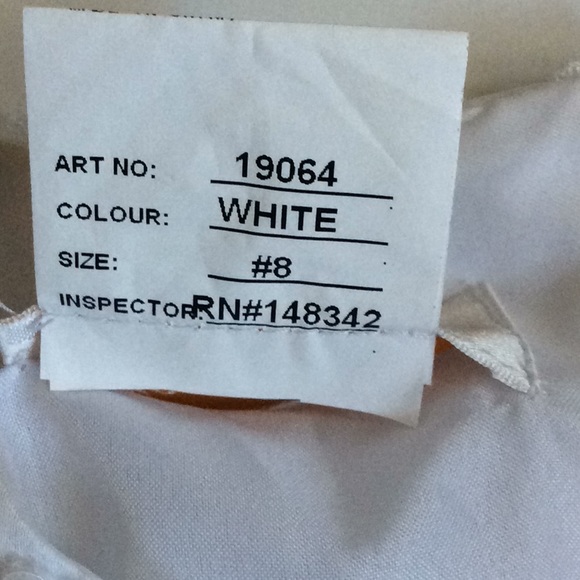 ART NO: 19064
COLOUR: WHITE
SIZE: #8
INSPECTOR: RN#148342